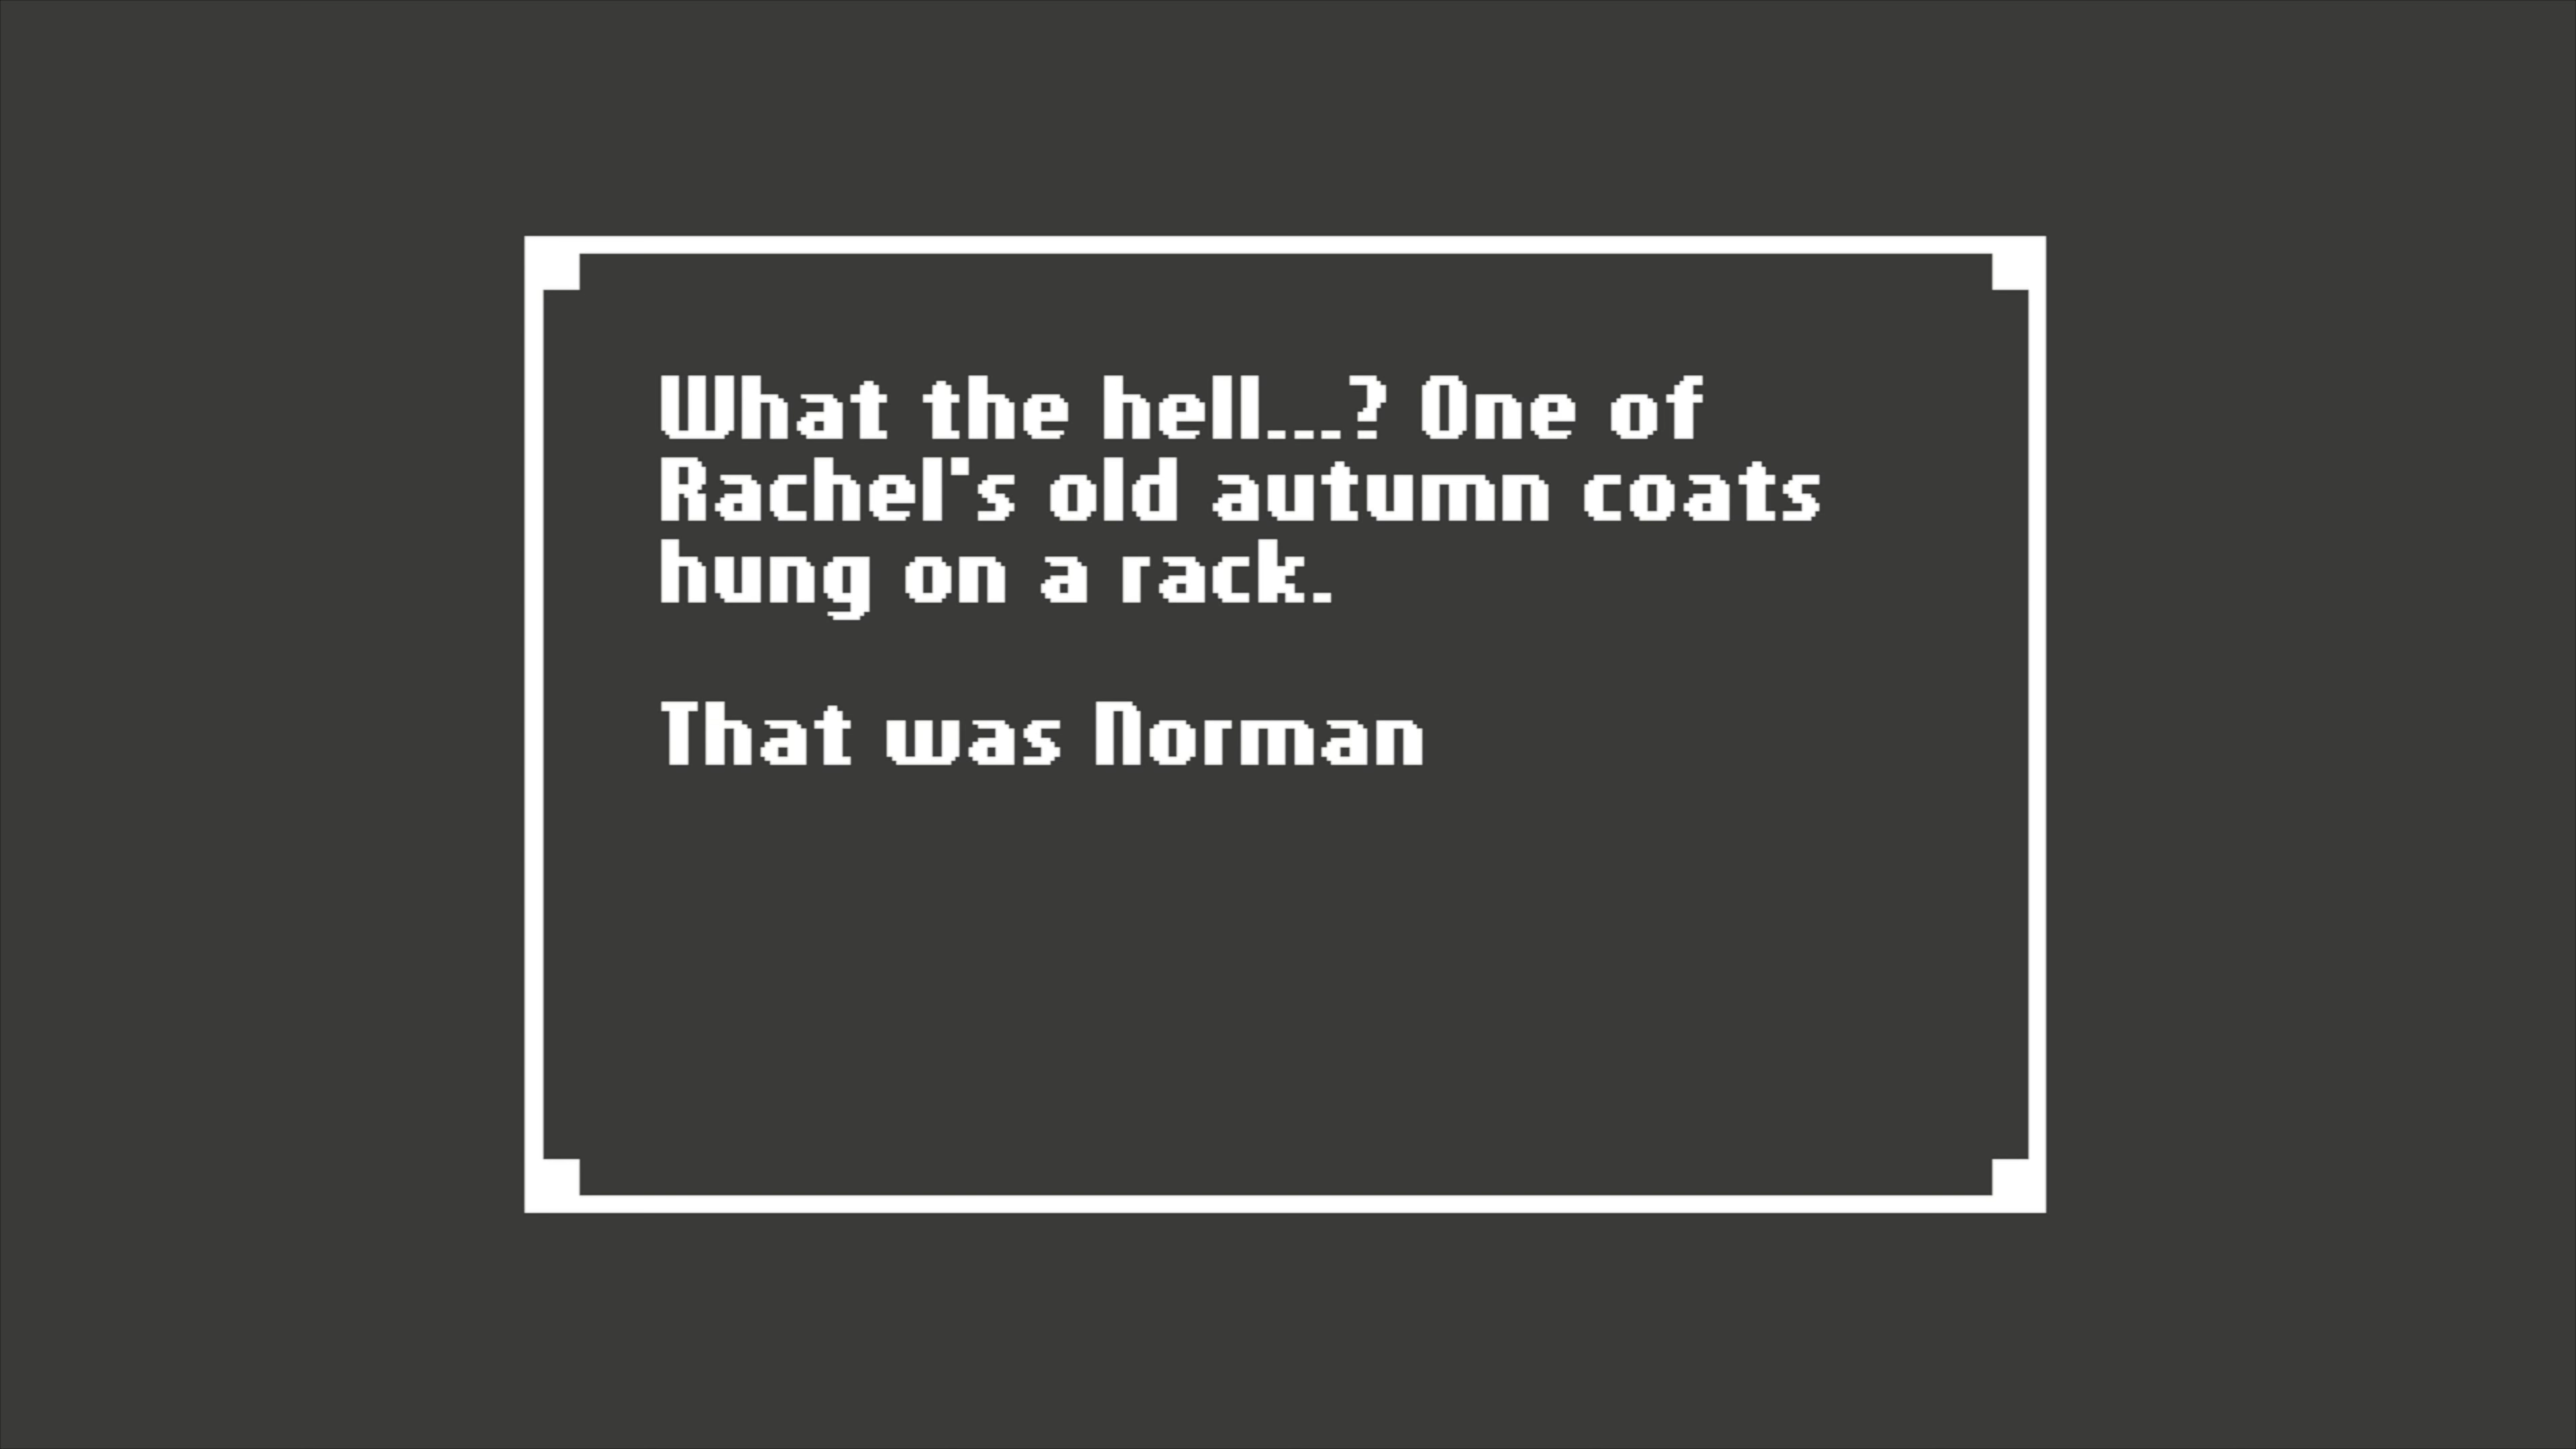 What the hell...? One of
Rachel's old autumn coats
hung on a rack.
That was Norman